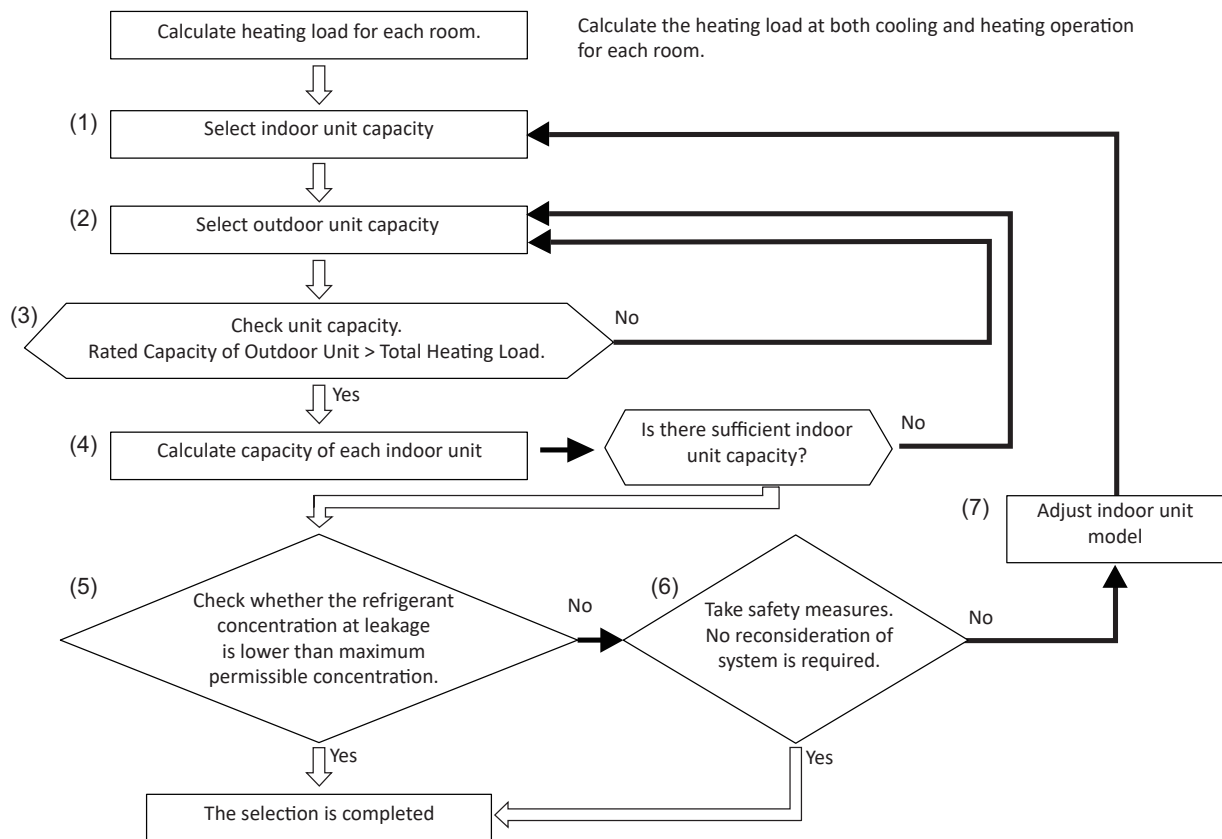 Calculate heating load for each room.
Calculate the heating load at both cooling and heating operation
for each room.
(1)
Select indoor unit capacity
(2)
Select outdoor unit capacity
(3)
Check unit capacity.
Rated Capacity of Outdoor Unit > Total Heating Load.
No
Yes
(4)
Calculate capacity of each indoor unit
Is there sufficient indoor
unit capacity?
No
(7)
Adjust indoor unit
model
(5)
Check whether the refrigerant
concentration at leakage
is lower than maximum
permissible concentration.
No
(6)
Take safety measures.
No reconsideration of
system is required.
No
Yes
Yes
The selection is completed